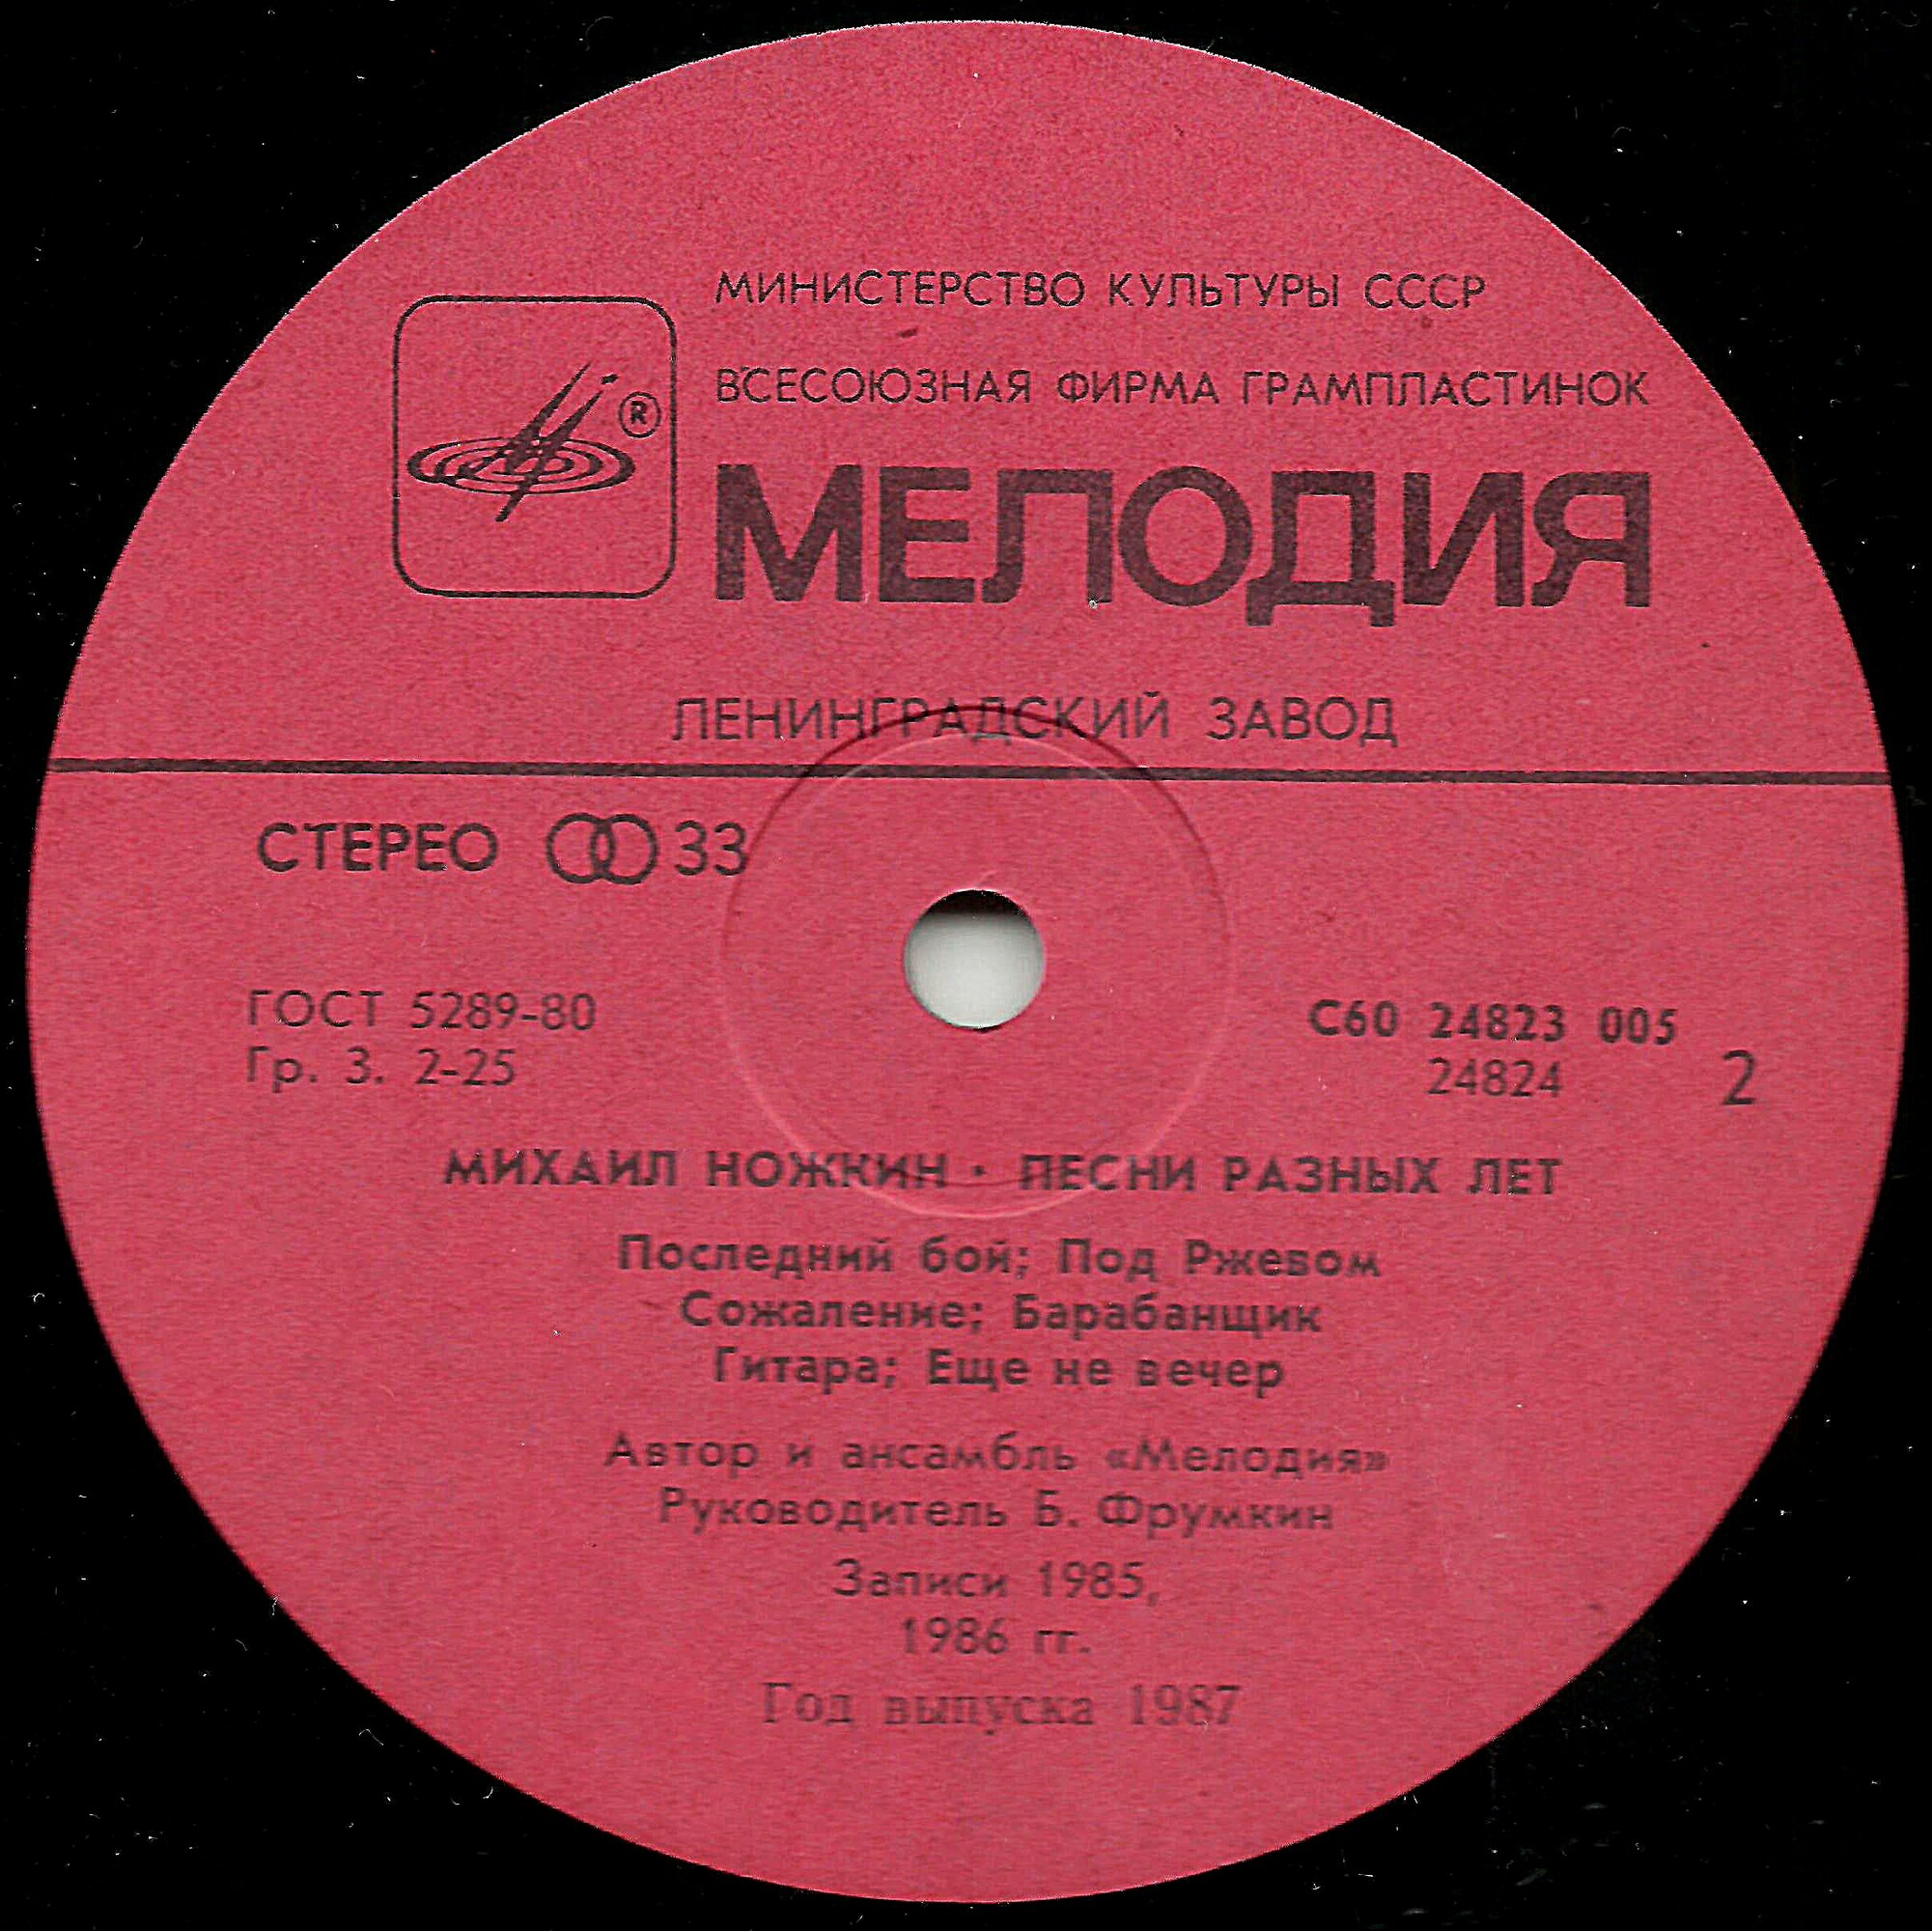 МИНИСТЕРСТВО КУЛЬТУРЫ СССР
ВСЕСОЮЗНАЯ ФИРМА ГРАМПЛАСТИНОК
®
МЕЛОДИЯ
ЛЕНИНГРАДСКИЙ ЗАВОД
СТЕРЕО 33
ГОСТ 5289-80
Гр. 3. 2-25
С60 24823 005
24824
2
МИХАИЛ НОЖКИН · ПЕСНИ РАЗНЫХ ЛЕТ
Последний бой; Под Ржевом
Сожаление; Барабанщик
Гитара; Еще не вечер
Автор и ансамбль «Мелодия»
Руководитель Б. Фрумкин
Записи 1985,
1986 гг.
Год выпуска 1987